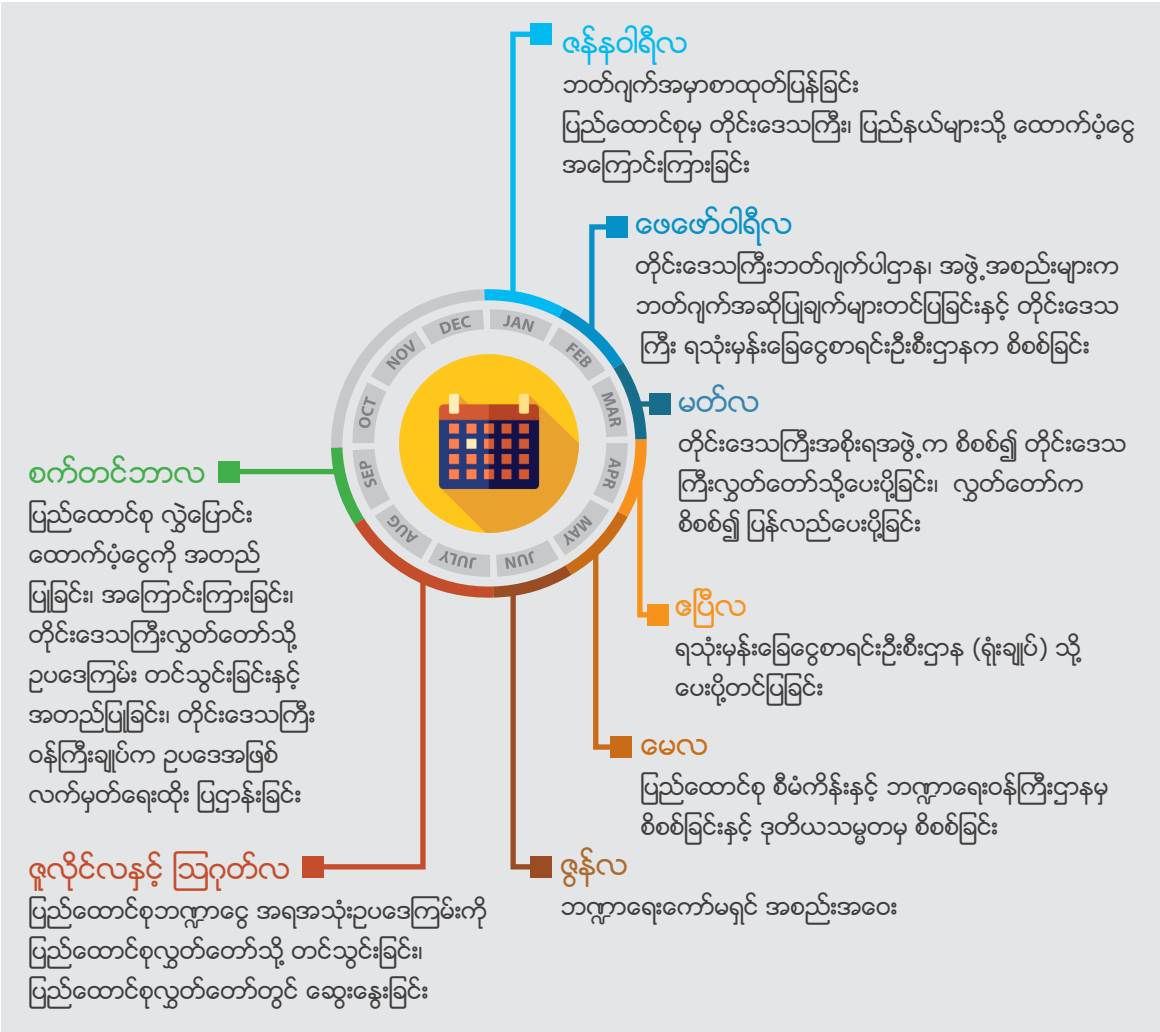 ဇန်နဝါရီလ
ဘတ်ဂျက်အမှာစာထုတ်ပြန်ခြင်း
ပြည်ထောင်စုမှ တိုင်းဒေသကြီး၊ ပြည်နယ်များသို့ ထောက်ပံ့ငွေ
အကြောင်းကြားခြင်း
ဖေဖော်ဝါရီလ
တိုင်းဒေသကြီးဘတ်ဂျက်ပါဌာန၊ အဖွဲ့အစည်းများက
ဘတ်ဂျက်အဆိုပြုချက်များတင်ပြခြင်းနှင့် တိုင်းဒေသ
ကြီး ရသုံးမှန်းခြေငွေစာရင်းဦးစီးဌာနက စိစစ်ခြင်း
မတ်လ
တိုင်းဒေသကြီးအစိုးရအဖွဲ့က စိစစ်၍ တိုင်းဒေသ
ကြီးလွှတ်တော်သို့ပေးပို့ခြင်း၊ လွှတ်တော်က
စိစစ်၍ ပြန်လည်ပေးပို့ခြင်း
ဧပြီလ
ရသုံးမှန်းခြေငွေစာရင်းဦးစီးဌာန (ရုံးချုပ်) သို့
ပေးပို့တင်ပြခြင်း
မေလ
ပြည်ထောင်စု စီမံကိန်းနှင့် ဘဏ္ဍာရေးဝန်ကြီးဌာနမှ
စိစစ်ခြင်းနှင့် ဒုတိယသမ္မတမှ စိစစ်ခြင်း
ဇွန်လ
ဘဏ္ဍာရေးကော်မရှင် အစည်းအဝေး
ဇူလိုင်လနှင့် ဩဂုတ်လ
ပြည်ထောင်စုဘဏ္ဍာငွေ အရအသုံးဥပဒေကြမ်းကို
ပြည်ထောင်စုလွှတ်တော်သို့ တင်သွင်းခြင်း၊
ပြည်ထောင်စုလွှတ်တော်တွင် ဆွေးနွေးခြင်း
စက်တင်ဘာလ
ပြည်ထောင်စု လွှဲပြောင်း
ထောက်ပံ့ငွေကို အတည်
ပြုခြင်း၊ အကြောင်းကြားခြင်း၊
တိုင်းဒေသကြီးလွှတ်တော်သို့
ဥပဒေကြမ်း တင်သွင်းခြင်းနှင့်
အတည်ပြုခြင်း၊ တိုင်းဒေသကြီး
ဝန်ကြီးချုပ်က ဥပဒေအဖြစ်
လက်မှတ်ရေးထိုး ပြဌာန်းခြင်း
JAN
FEB
MAR
APR
MAY
JUN
JULY
AUG
SEP
OCT
NOV
DEC